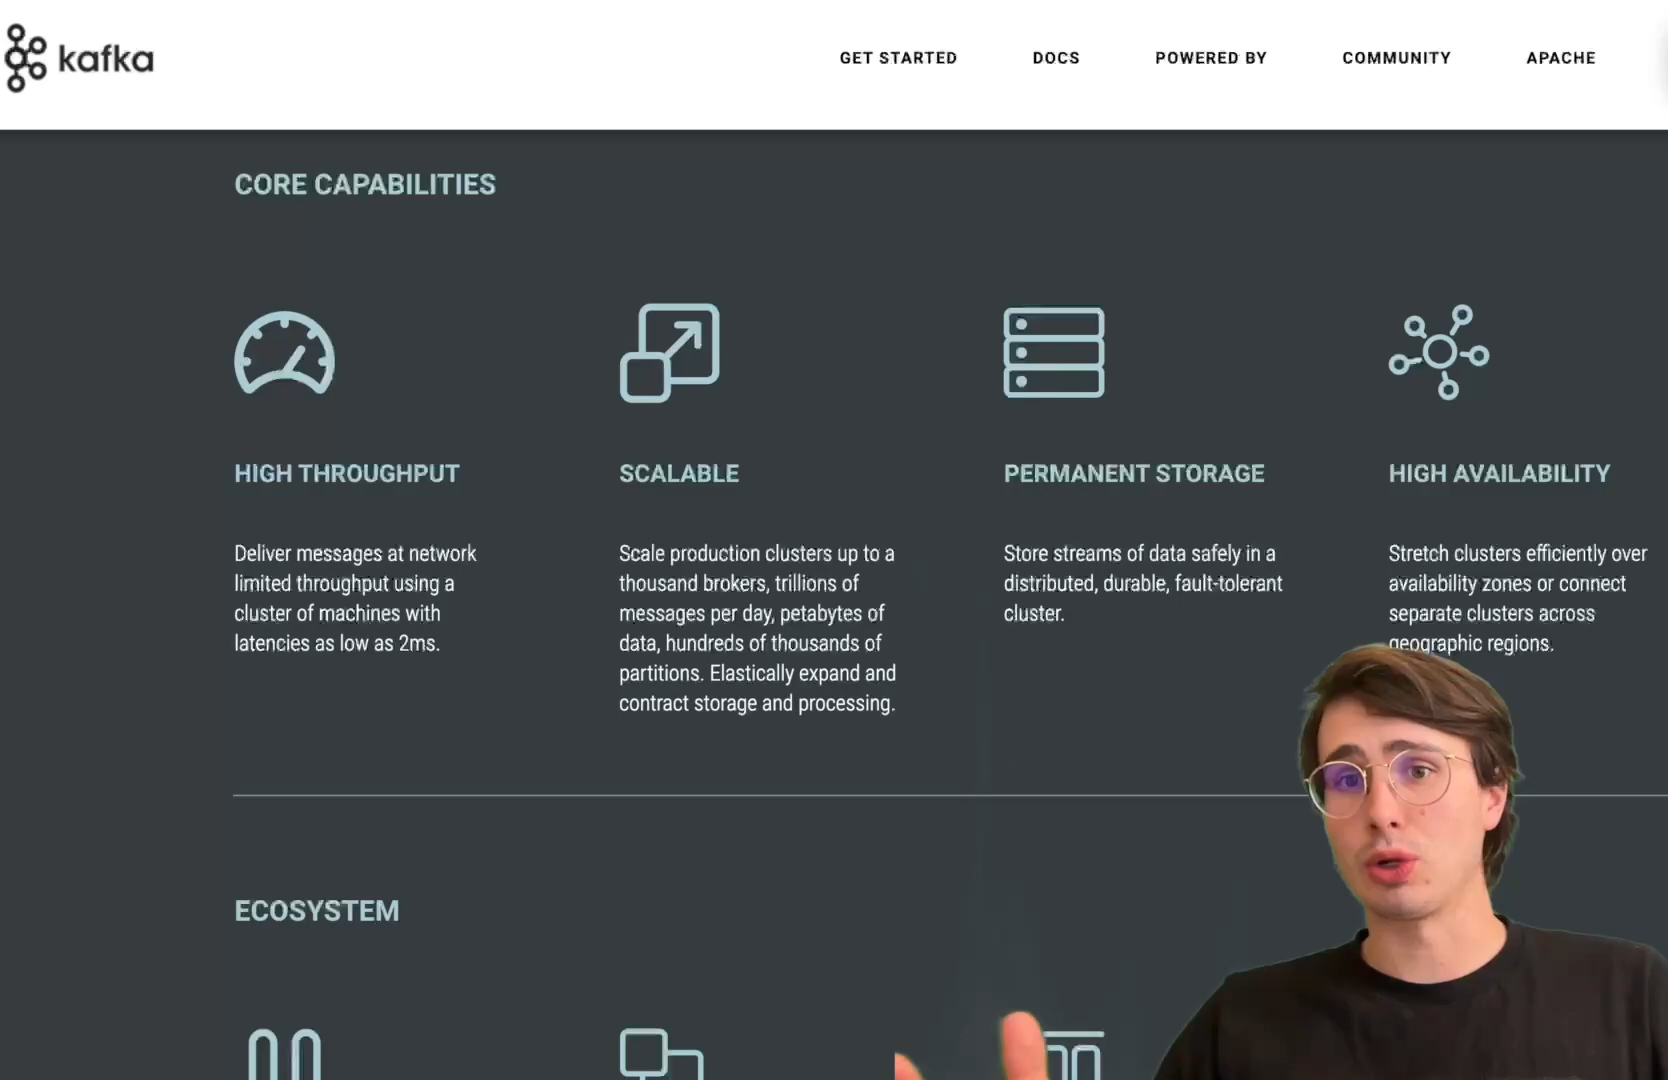 kafka
GET STARTED
DOCS
POWERED BY
COMMUNITY
APACHE
CORE CAPABILITIES
HIGH THROUGHPUT
Deliver messages at network
limited throughput using a
cluster of machines with
latencies as low as 2ms.
SCALABLE
Scale production clusters up to a
thousand brokers, trillions of
messages per day, petabytes of
data, hundreds of thousands of
partitions. Elastically expand and
contract storage and processing.
PERMANENT STORAGE
Store streams of data safely in a
distributed, durable, fault-tolerant
cluster.
HIGH AVAILABILITY
Stretch clusters efficiently over
availability zones or connect
separate clusters across
geographic regions.
ECOSYSTEM